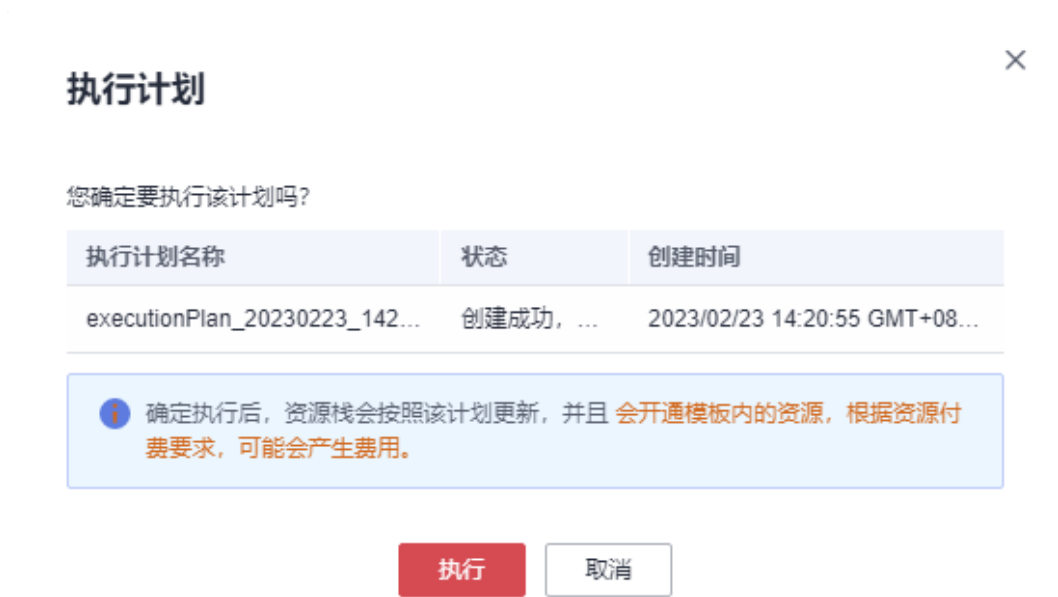 执行计划
您确定要执行该计划吗?
执行计划名称 状态 创建时间
executionPlan_20230223_142... 创建成功, ... 2023/02/23 14:20:55 GMT+08...
确定执行后，资源栈会按照该计划更新，并且 会开通模板内的资源，根据资源付
费要求，可能会产生费用。
执行 取消